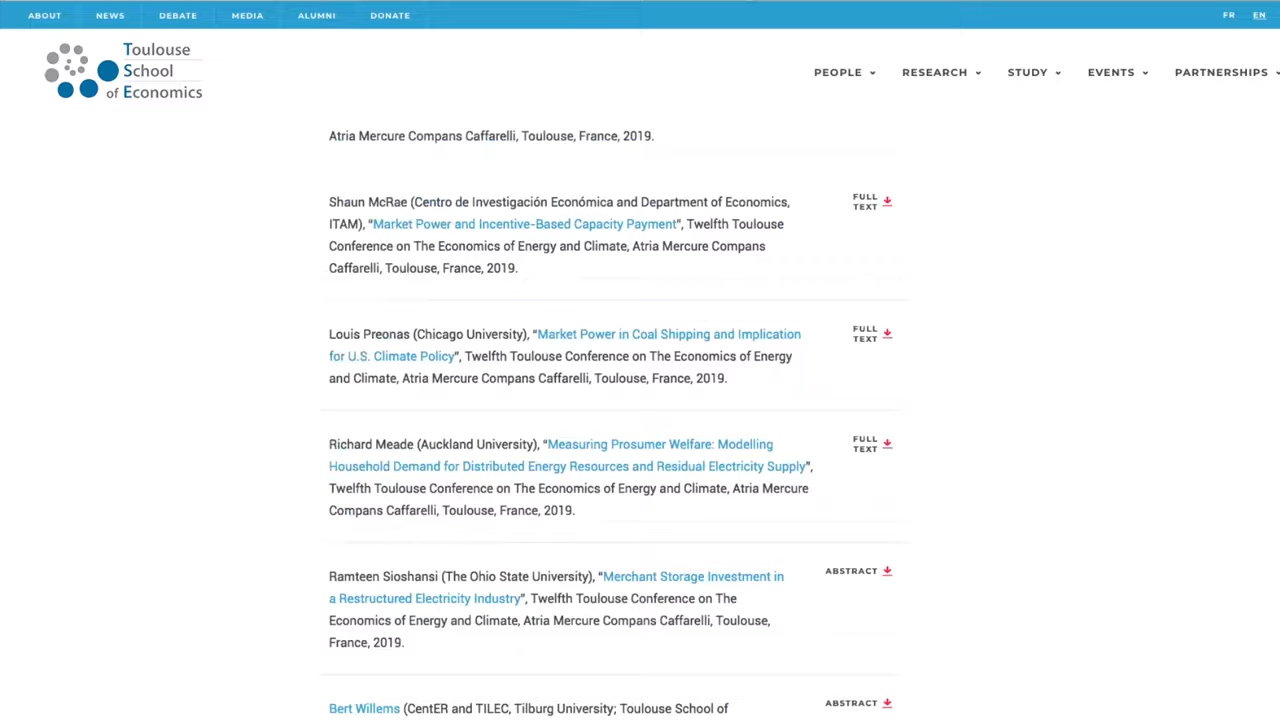 ABOUT NEWS DEBATE MEDIA ALUMNI DONATE FR EN
Toulouse
School
of Economics
PEOPLE RESEARCH STUDY EVENTS PARTNERSHIPS
Atria Mercure Compans Caffarelli, Toulouse, France, 2019.
Shaun McRae (Centro de Investigación Económica and Department of Economics,
ITAM), “Market Power and Incentive-Based Capacity Payment”, Twelfth Toulouse
Conference on The Economics of Energy and Climate, Atria Mercure Compans
Caffarelli, Toulouse, France, 2019.
FULL
TEXT
Louis Preonas (Chicago University), “Market Power in Coal Shipping and Implication
for U.S. Climate Policy”, Twelfth Toulouse Conference on The Economics of Energy
and Climate, Atria Mercure Compans Caffarelli, Toulouse, France, 2019.
FULL
TEXT
Richard Meade (Auckland University), “Measuring Prosumer Welfare: Modelling
Household Demand for Distributed Energy Resources and Residual Electricity Supply”,
Twelfth Toulouse Conference on The Economics of Energy and Climate, Atria Mercure
Compans Caffarelli, Toulouse, France, 2019.
FULL
TEXT
Ramteen Sioshansi (The Ohio State University), “Merchant Storage Investment in
a Restructured Electricity Industry”, Twelfth Toulouse Conference on The
Economics of Energy and Climate, Atria Mercure Compans Caffarelli, Toulouse,
France, 2019.
ABSTRACT
Bert Willems (CentER and TILEC, Tilburg University; Toulouse School of
ABSTRACT